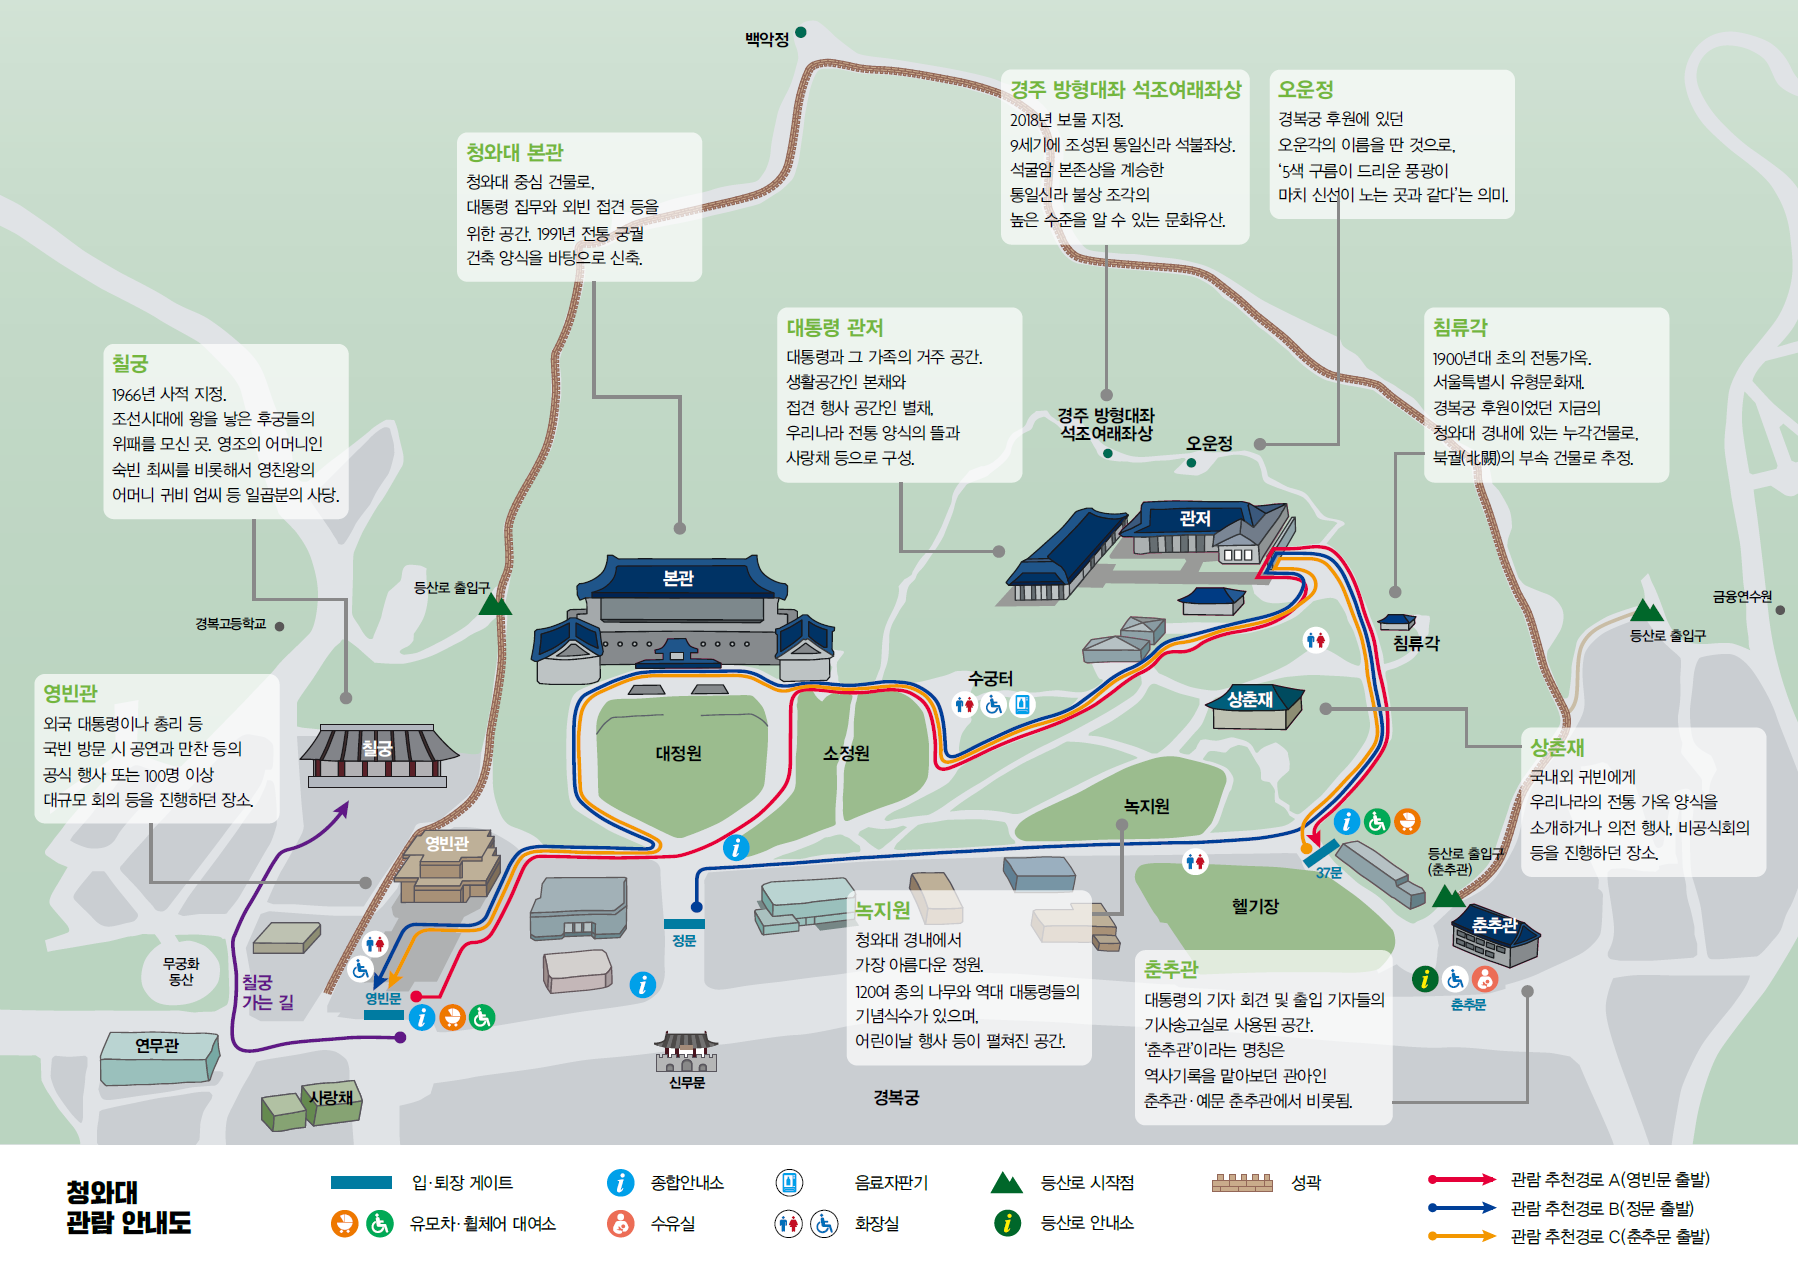 백악정
경주 방형대좌 석조여래좌상
2018년 보물 지정.
9세기에 조성된 통일신라 석불좌상.
석굴암 본존상을 계승한
통일신라 불상 조각의
높은 수준을 알 수 있는 문화유산.
오운정
경복궁 후원에 있던
오운각의 이름을 딴 것으로,
‘5색 구름이 드리운 풍광이
마치 신선이 노는 곳과 같다’는 의미.
청와대 본관
청와대 중심 건물로,
대통령 집무와 외빈 접견 등을
위한 공간. 1991년 전통 궁궐
건축 양식을 바탕으로 신축.
대통령 관저
대통령과 그 가족의 거주 공간.
생활공간인 본채와
접견 행사 공간인 별채,
우리나라 전통 양식의 뜰과
사랑채 등으로 구성.
침류각
1900년대 초의 전통가옥.
서울특별시 유형문화재.
경복궁 후원이었던 지금의
청와대 경내에 있는 누각건물로,
북궐(北闕)의 부속 건물로 추정.
칠궁
1966년 사적 지정.
조선시대에 왕을 낳은 후궁들의
위패를 모신 곳. 영조의 어머니인
숙빈 최씨를 비롯해서 영친왕의
어머니 귀비 엄씨 등 일곱분의 사당.
경주 방형대좌
석조여래좌상
오운정
관저
본관
등산로 출입구
경복고등학교
금융연수원
등산로 출입구
침류각
수궁터
상춘재
영빈관
외국 대통령이나 총리 등
국빈 방문 시 공연과 만찬 등의
공식 행사 또는 100명 이상
대규모 회의 등을 진행하던 장소.
칠궁
대정원
소정원
녹지원
상춘재
국내외 귀빈에게
우리나라의 전통 가옥 양식을
소개하거나 의전 행사, 비공식회의
등을 진행하던 장소.
영빈관
37문
등산로 출입구
(춘추관)
헬기장
춘추관
정문
녹지원
청와대 경내에서
가장 아름다운 정원.
120여 종의 나무와 역대 대통령들의
기념식수가 있으며,
어린이날 행사 등이 펼쳐진 공간.
춘추관
대통령의 기자 회견 및 출입 기자들의
기사송고실로 사용된 공간.
‘춘추관’이라는 명칭은
역사기록을 맡아보던 관아인
춘추관·예문 춘추관에서 비롯됨.
춘추문
무궁화
동산
칠궁
가는 길
영빈문
연무관
사랑채
신무문
경복궁
청와대
관람 안내도
입·퇴장 게이트
종합안내소
음료자판기
등산로 시작점
성곽
유모차·휠체어 대여소
수유실
화장실
등산로 안내소
관람 추천경로 A(영빈문 출발)
관람 추천경로 B(정문 출발)
관람 추천경로 C(춘추문 출발)